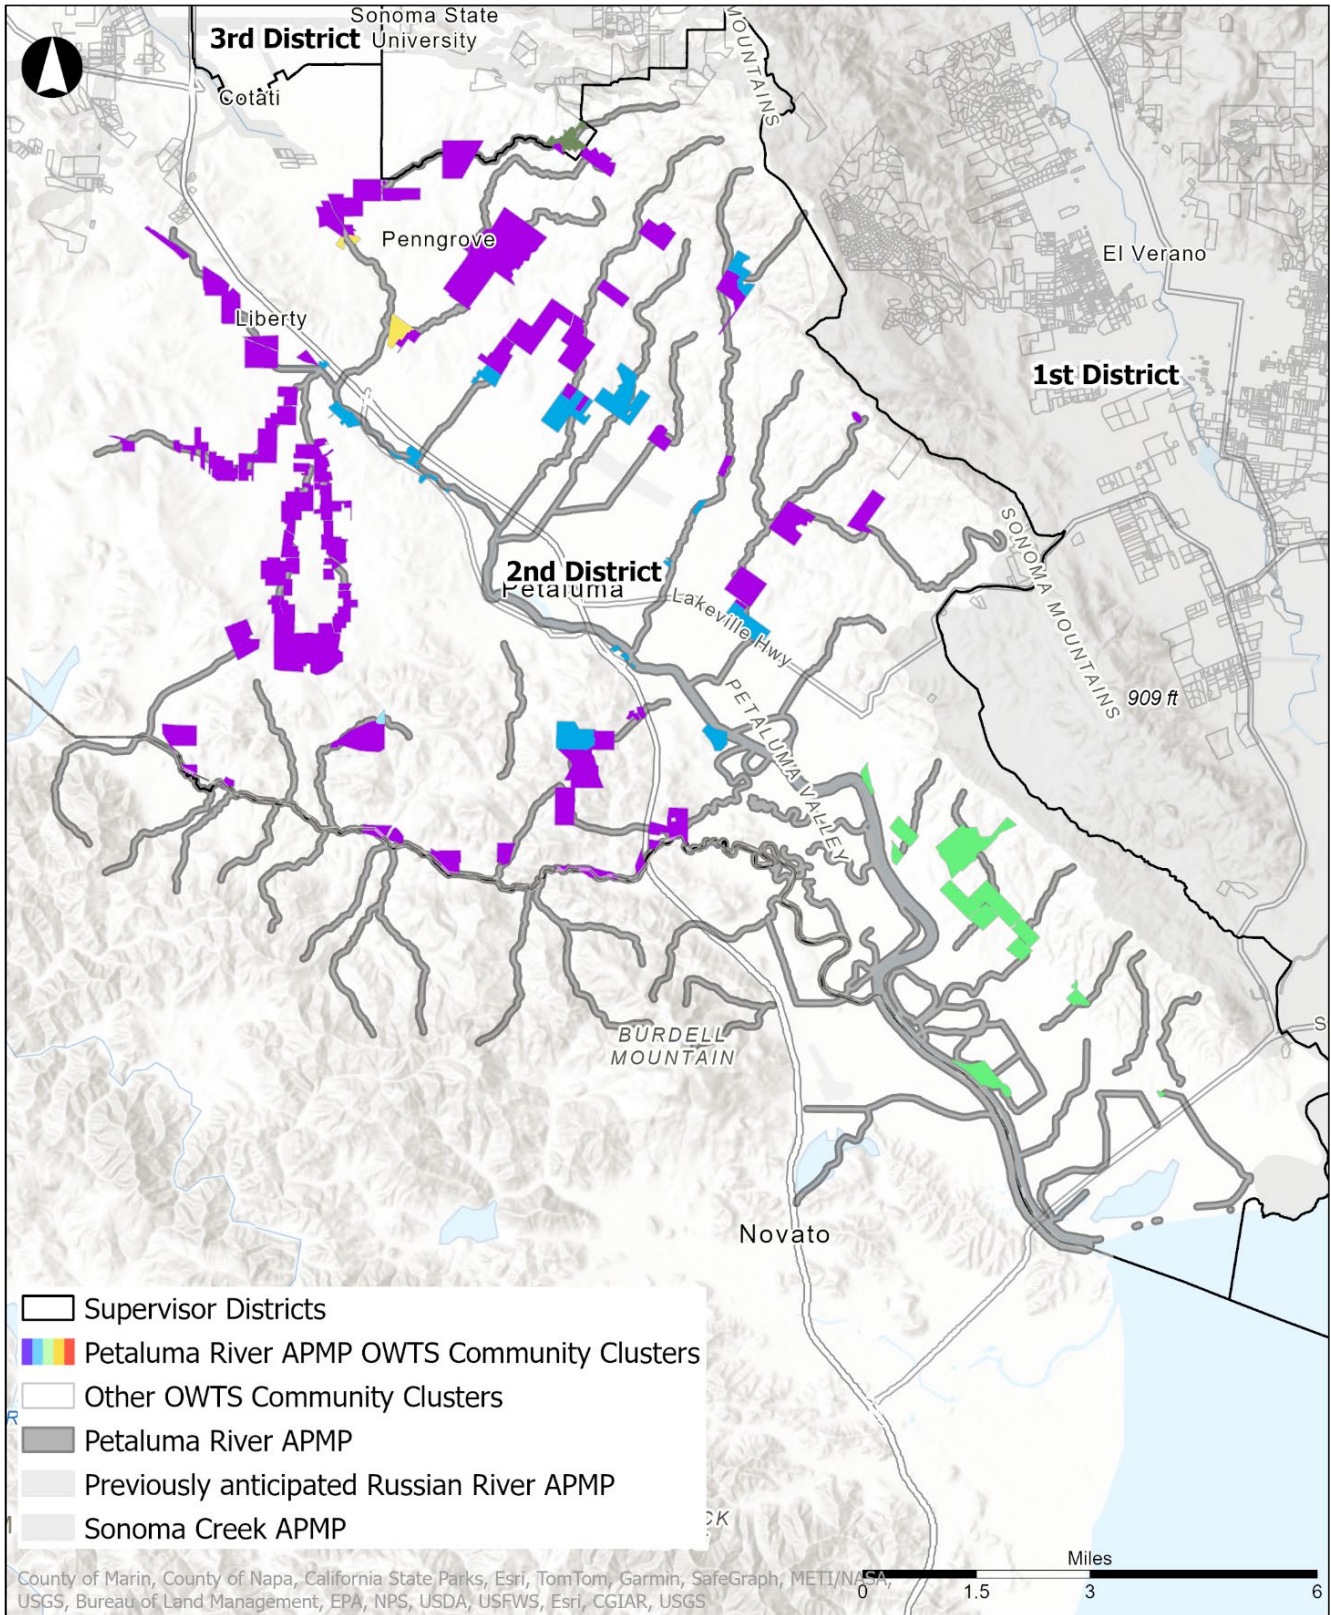 Sonoma State
University
3rd District
MOUNTAINS
Cotati
Penngrove
El Verano
Liberty
1st District
SONOMA MOUNTAINS
2nd District
Petaluma
Lakeville Hwy
909 ft
PETALUMA VALLEY
S
BURDELL
MOUNTAIN
Novato
Supervisor Districts
Petaluma River APMP OWTS Community Clusters
Other OWTS Community Clusters
R
Petaluma River APMP
Previously anticipated Russian River APMP
Sonoma Creek APMP
CK
Miles
0 1.5 3 6
County of Marin, County of Napa, California State Parks, Esri, TomTom, Garmin, SafeGraph, METI/NASA,
USGS, Bureau of Land Management, EPA, NPS, USDA, USFWS, Esri, CGIAR, USGS